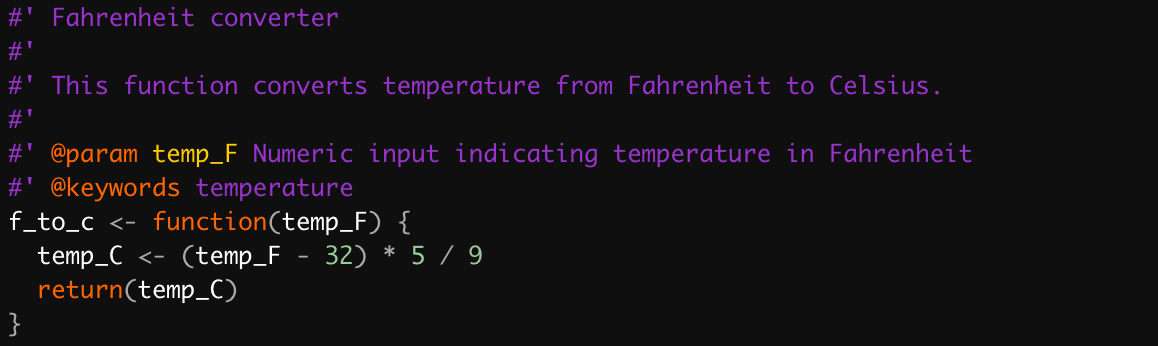 #' Fahrenheit converter
#'
#' This function converts temperature from Fahrenheit to Celsius.
#'
#' @param temp_F Numeric input indicating temperature in Fahrenheit
#' @keywords temperature
f_to_c <- function(temp_F) {
  temp_C <- (temp_F - 32) * 5 / 9
  return(temp_C)
}